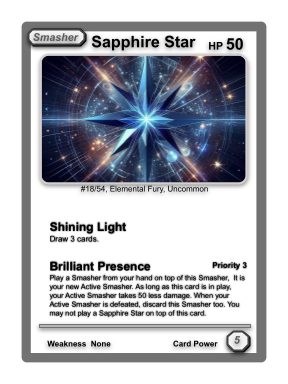 Smasher
Sapphire Star HP 50
#18/54, Elemental Fury, Uncommon
Shining Light
Draw 3 cards.
Brilliant Presence Priority 3
Play a Smasher from your hand on top of this Smasher, It is
your new Active Smasher. As long as this card is in play,
your Active Smasher takes 50 less damage. When your
Active Smasher is defeated, discard this Smasher too. You
may not play a Sapphire Star on top of this card.
Weakness None Card Power 5